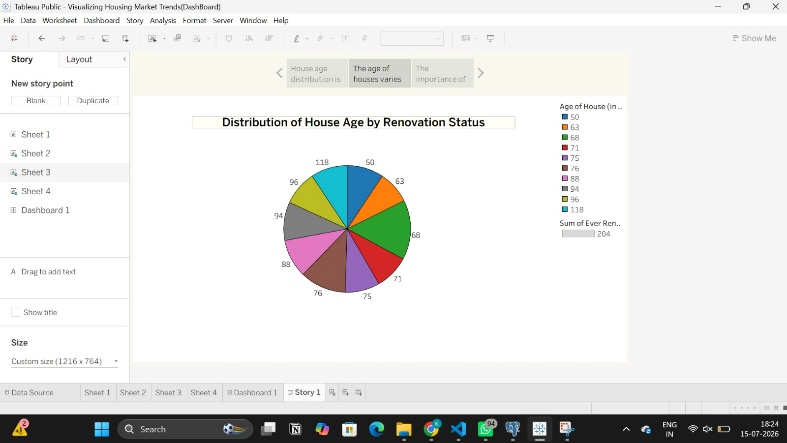 Tableau Public - Visualizing Housing Market Trends(DashBoard)
File Data Worksheet Dashboard Story Analysis Format Server Window Help
Show Me
Story Layout
New story point
Blank Duplicate
Sheet 1
Sheet 2
Sheet 3
Sheet 4
Dashboard 1
A Drag to add text
Show title
Size
Custom size (1216 x 764)
House age
distribution is
The age of
houses varies
The
importance of
Distribution of House Age by Renovation Status
118
50
96
63
94
68
88
71
76
75
Age of House (in ...
50
63
68
71
75
76
88
94
96
118
Sum of Ever Ren..
204
Data Source Sheet 1 Sheet 2 Sheet 3 Sheet 4 Dashboard 1 Story 1
2
Search
ENG
IN
18:24
15-07-2026